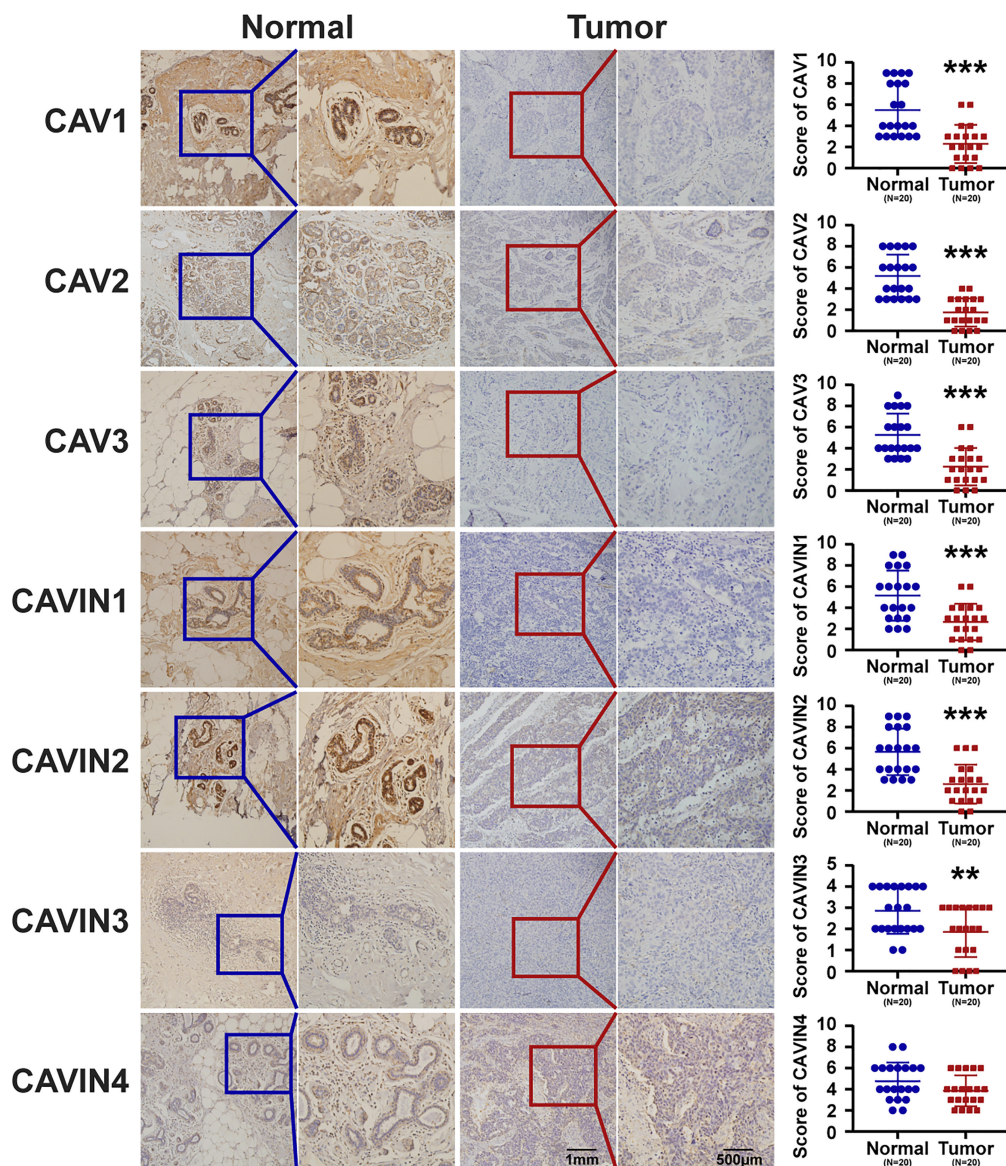 Normal Tumor
CAV1
Score of CAV1
10
8
6
4
2
0
***
Normal Tumor
(N=20) (N=20)
CAV2
Score of CAV2
10
8
6
4
2
0
***
Normal Tumor
(N=20) (N=20)
CAV3
Score of CAV3
10
8
6
4
2
0
***
Normal Tumor
(N=20) (N=20)
CAVIN1
Score of CAVIN1
10
8
6
4
2
0
***
Normal Tumor
(N=20) (N=20)
CAVIN2
Score of CAVIN2
10
8
6
4
2
0
***
Normal Tumor
(N=20) (N=20)
CAVIN3
Score of CAVIN3
5
4
3
2
1
0
**
Normal Tumor
(N=20) (N=20)
CAVIN4
1mm 500μm
Score of CAVIN4
10
8
6
4
2
0
Normal Tumor
(N=20) (N=20)